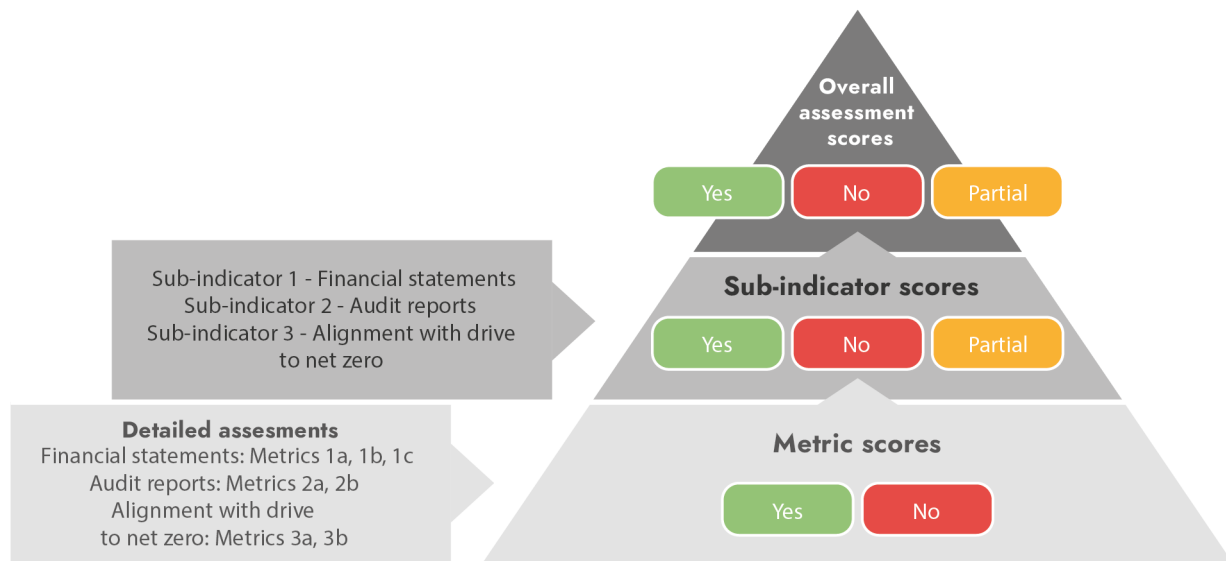 Overall
assessment
scores
Yes
No
Partial
Sub-indicator 1 - Financial statements
Sub-indicator 2 - Audit reports
Sub-indicator 3 - Alignment with drive
to net zero
Sub-indicator scores
Yes
No
Partial
Detailed assesments
Financial statements: Metrics 1a, 1b, 1c
Audit reports: Metrics 2a, 2b
Alignment with drive
to net zero: Metrics 3a, 3b
Metric scores
Yes
No